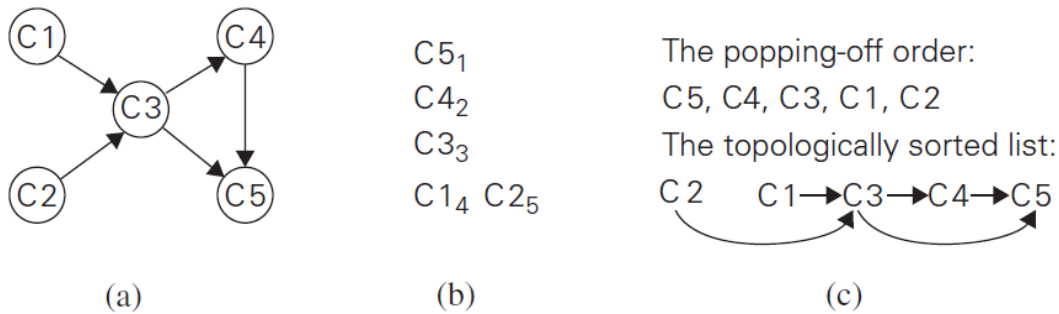 C1
C4
C3
C2
C5
(a)
C5₁
C4₂
C3₃
C1₄ C2₅
(b)
The popping-off order:
C5, C4, C3, C1, C2
The topologically sorted list:
C2 C1 C3 C4 C5
(c)